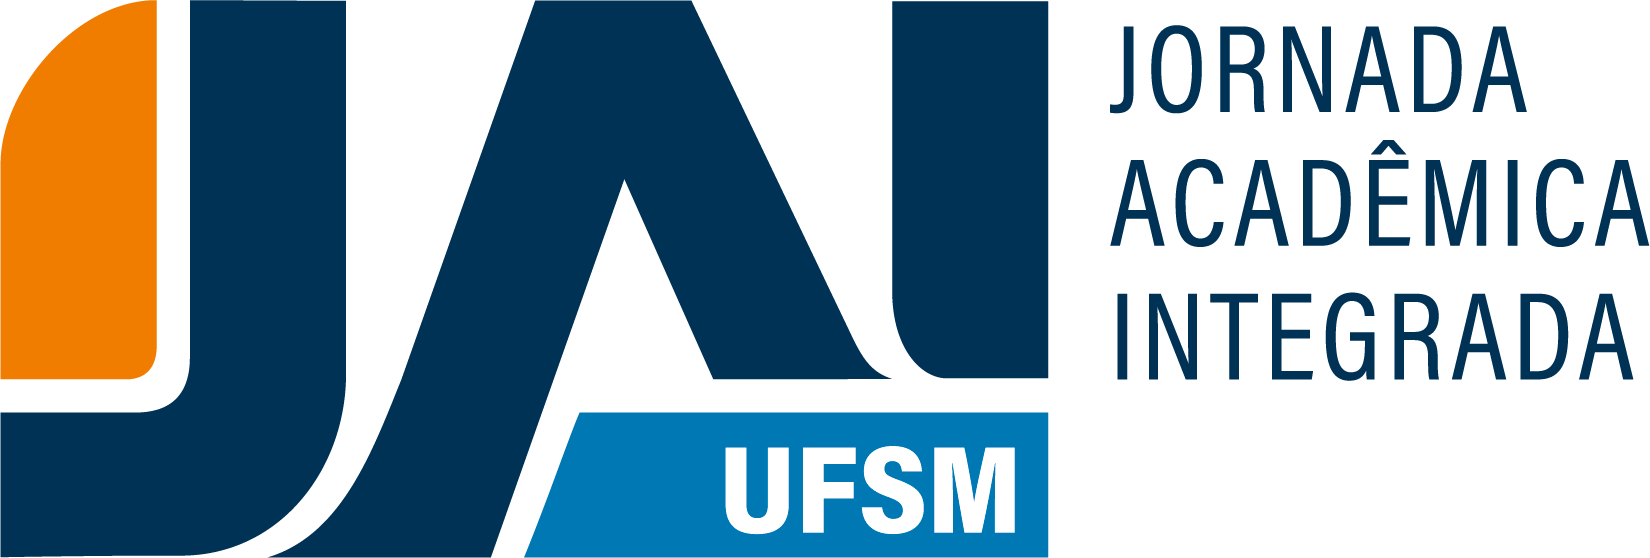 JAI
UFSM
JORNADA
ACADÊMICA
INTEGRADA